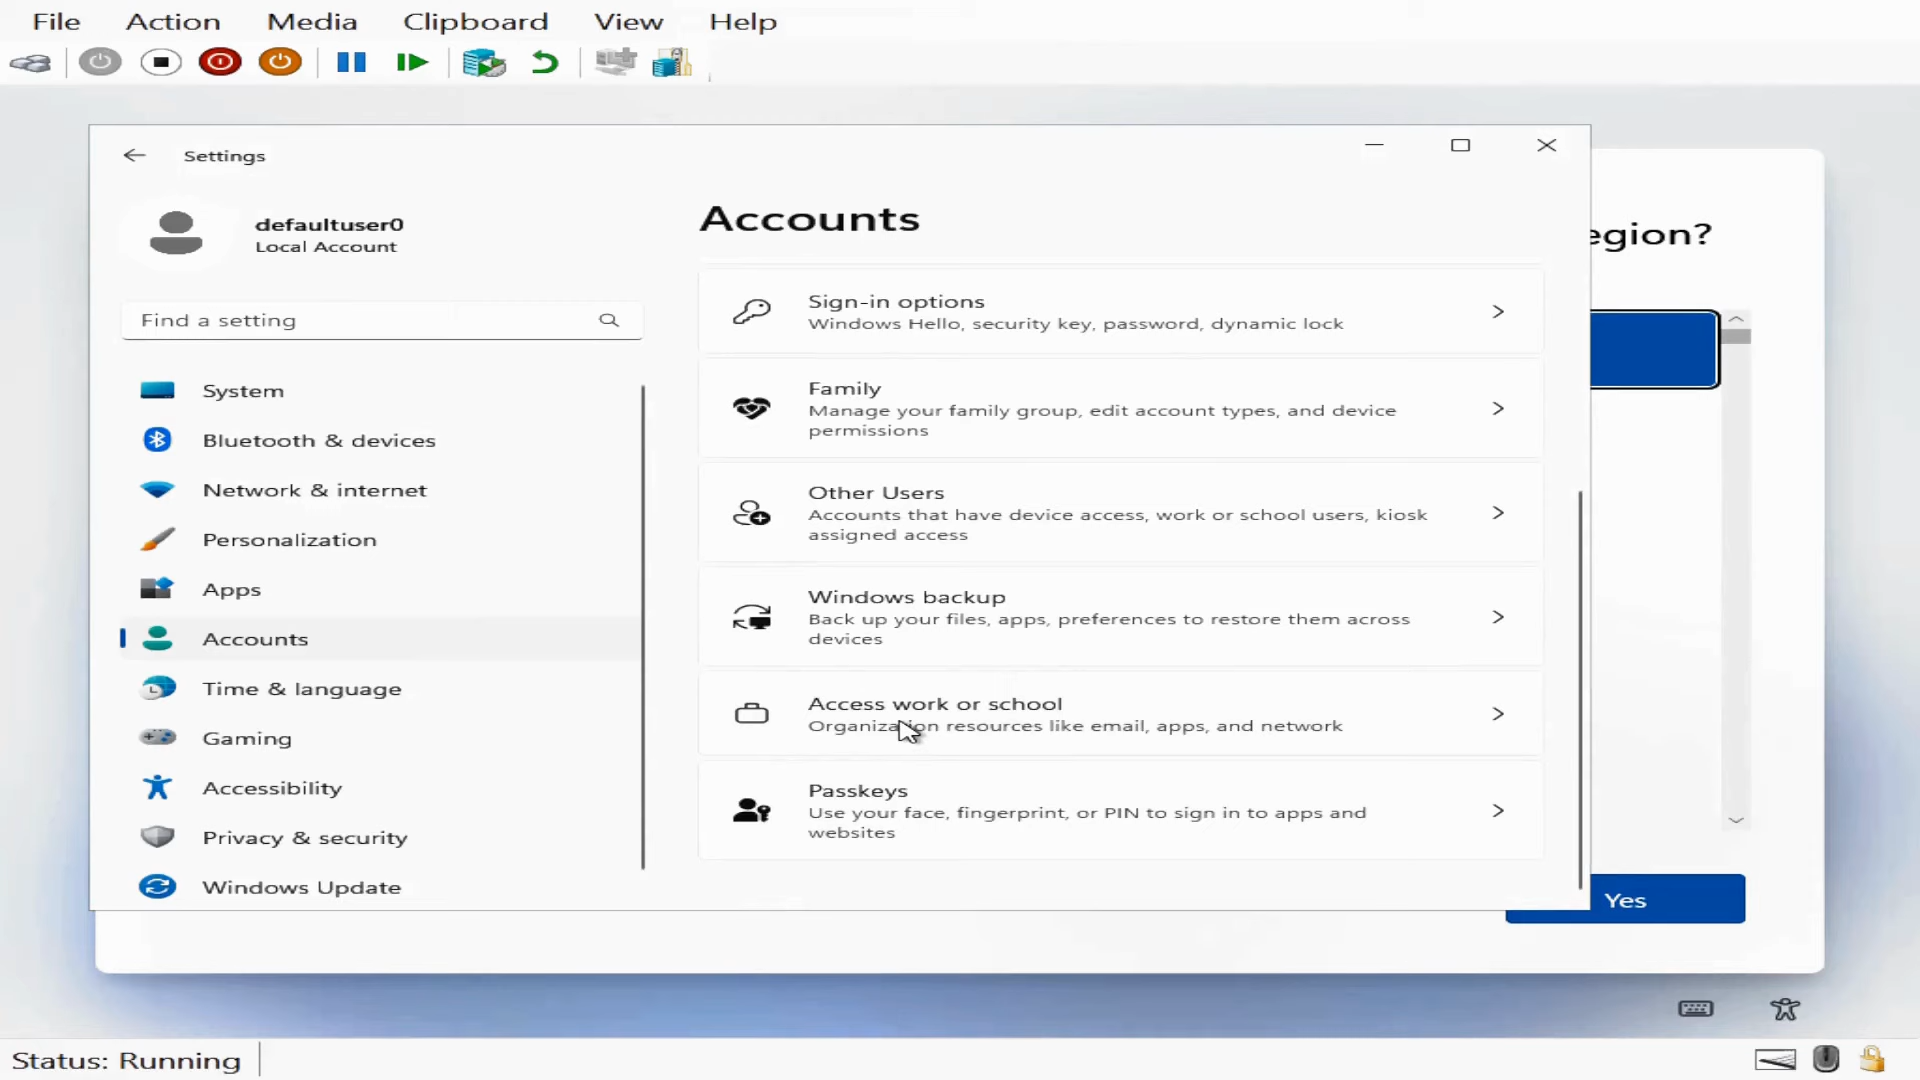 File Action Media Clipboard View Help
Settings
defaultuser0
Local Account
Find a setting
System
Bluetooth & devices
Network & internet
Personalization
Apps
Accounts
Time & language
Gaming
Accessibility
Privacy & security
Windows Update
Accounts
Sign-in options
Windows Hello, security key, password, dynamic lock
Family
Manage your family group, edit account types, and device
permissions
Other Users
Accounts that have device access, work or school users, kiosk
assigned access
Windows backup
Back up your files, apps, preferences to restore them across
devices
Access work or school
Organization resources like email, apps, and network
Passkeys
Use your face, fingerprint, or PIN to sign in to apps and
websites
egion?
Yes
Status: Running